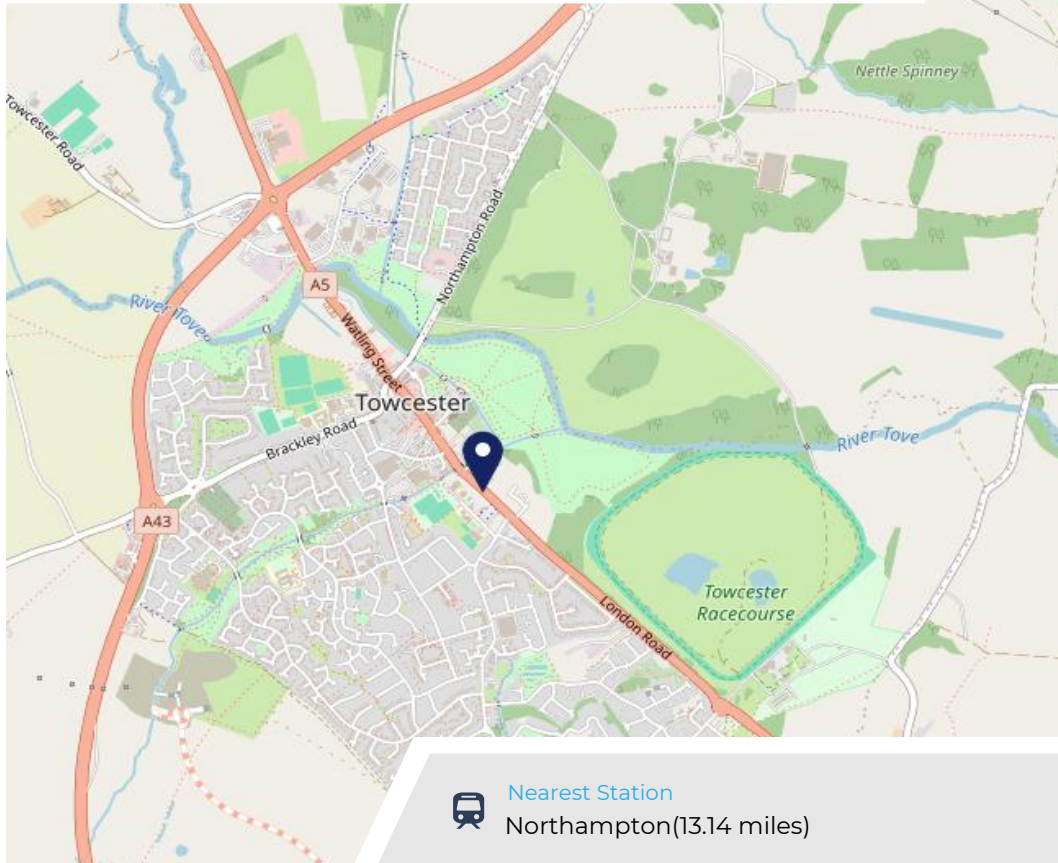 Nettle Spinney
Towcester Road
Northampton Road
A5
River Tove
Watling Street
Towcester
Brackley Road
River Tove
A43
Towcester
Racecourse
London Road
Nearest Station
Northampton(13.14 miles)